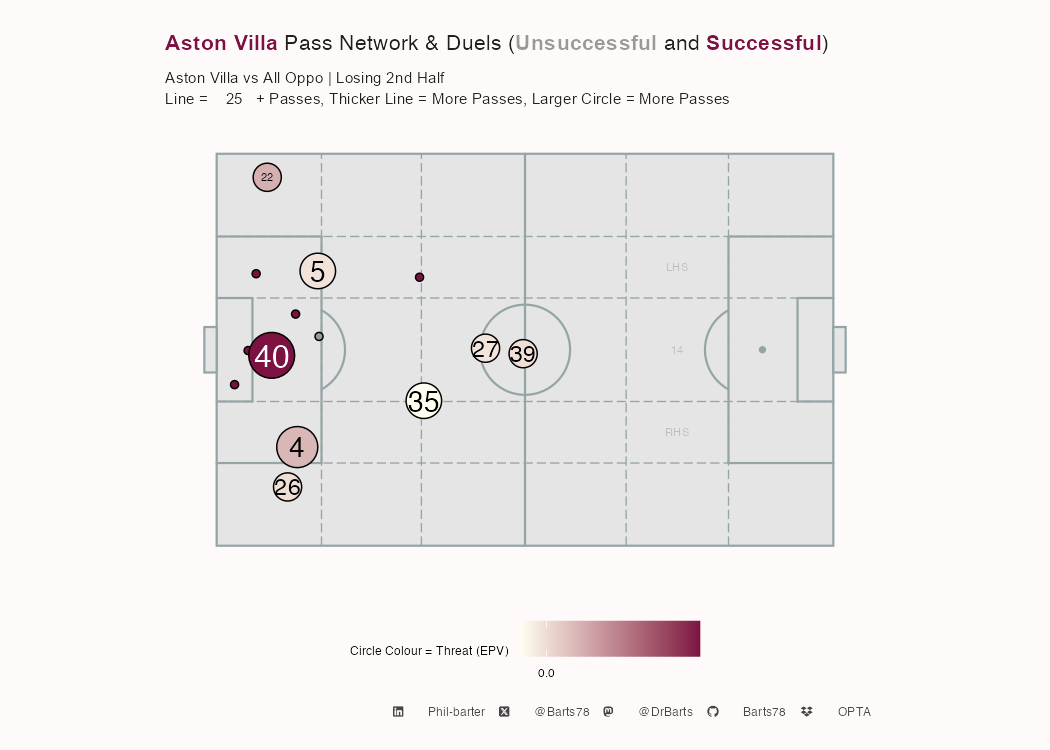 Aston Villa Pass Network & Duels (Unsuccessful and Successful)
Aston Villa vs All Oppo | Losing 2nd Half
Line = 25 + Passes, Thicker Line = More Passes, Larger Circle = More Passes
22
5
LHS
40
27
39
14
35
RHS
4
26
Circle Colour = Threat (EPV)
0.0
Phil-barter @Barts78 @DrBarts Barts78 OPTA